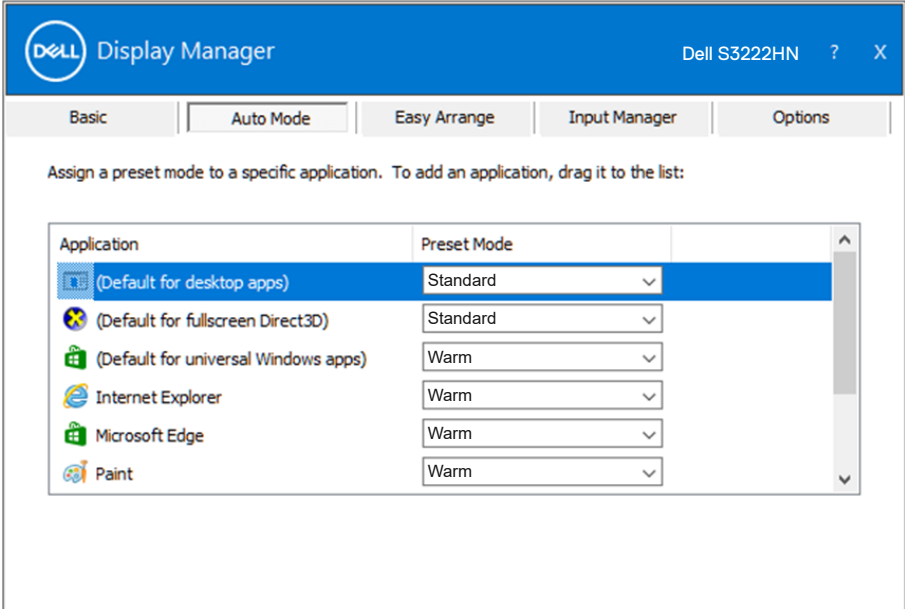 DELL Display Manager Dell S3222HN ? X
Basic Auto Mode Easy Arrange Input Manager Options
Assign a preset mode to a specific application. To add an application, drag it to the list:
Application Preset Mode
(Default for desktop apps) Standard
(Default for fullscreen Direct3D) Standard
(Default for universal Windows apps) Warm
Internet Explorer Warm
Microsoft Edge Warm
Paint Warm